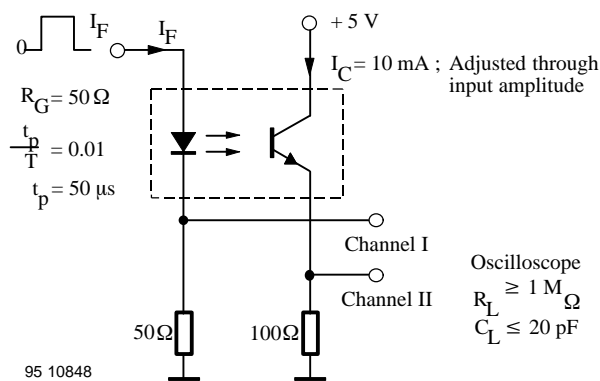 I_F
+ 5 V
0
I_F
I_C = 10 mA ; Adjusted through
input amplitude
R_G = 50 Ω
t_p
T
= 0.01
t_p = 50 µs
Channel I
Oscilloscope
R_L ≥ 1 MΩ
C_L ≤ 20 pF
Channel II
50Ω
100Ω
95 10848